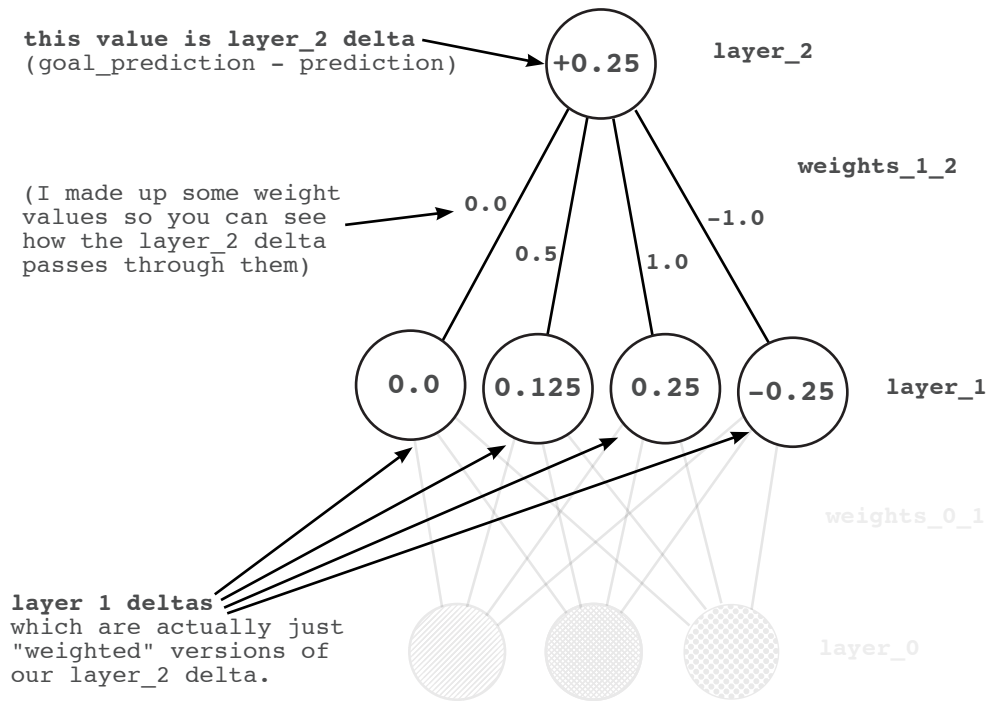 this value is layer_2 delta
(goal_prediction - prediction)
+0.25
layer_2
weights_1_2
(I made up some weight
values so you can see
how the layer_2 delta
passes through them)
0.0
0.5
1.0
-1.0
0.0
0.125
0.25
-0.25
layer_1
weights_0_1
layer 1 deltas
which are actually just
"weighted" versions of
our layer_2 delta.
layer_0